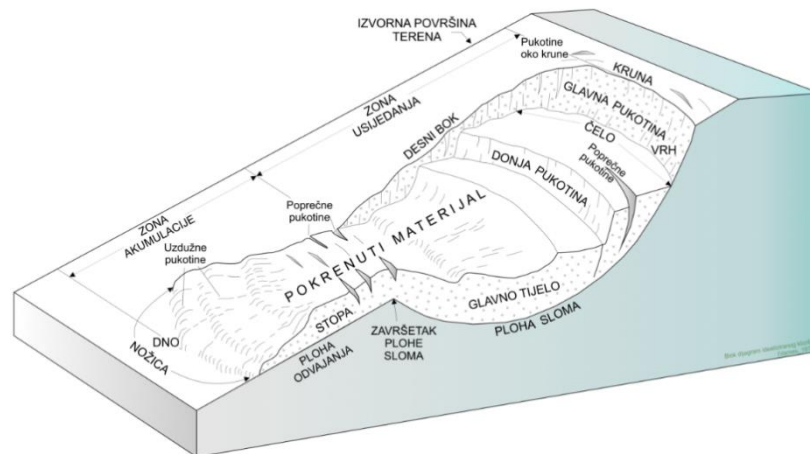 IZVORNA POVRŠINA
TERENA
Pukotine
oko krune
KRUNA
ZONA
USIJEDANJA
GLAVNA PUKOTINA
DESNI BOK
ČELO
VRH
DONJA PUKOTINA
Poprečne
pukotine
ZONA
AKUMULACIJE
Poprečne
pukotine
Uzdužne
pukotine
POKRENUTI MATERIJAL
GLAVNO TIJELO
DNO
STOPA
ZAVRŠETAK
PLOHE
SLOMA
PLOHA SLOMA
NOŽICA
PLOHA
ODVAJANJA
Blok dijagram